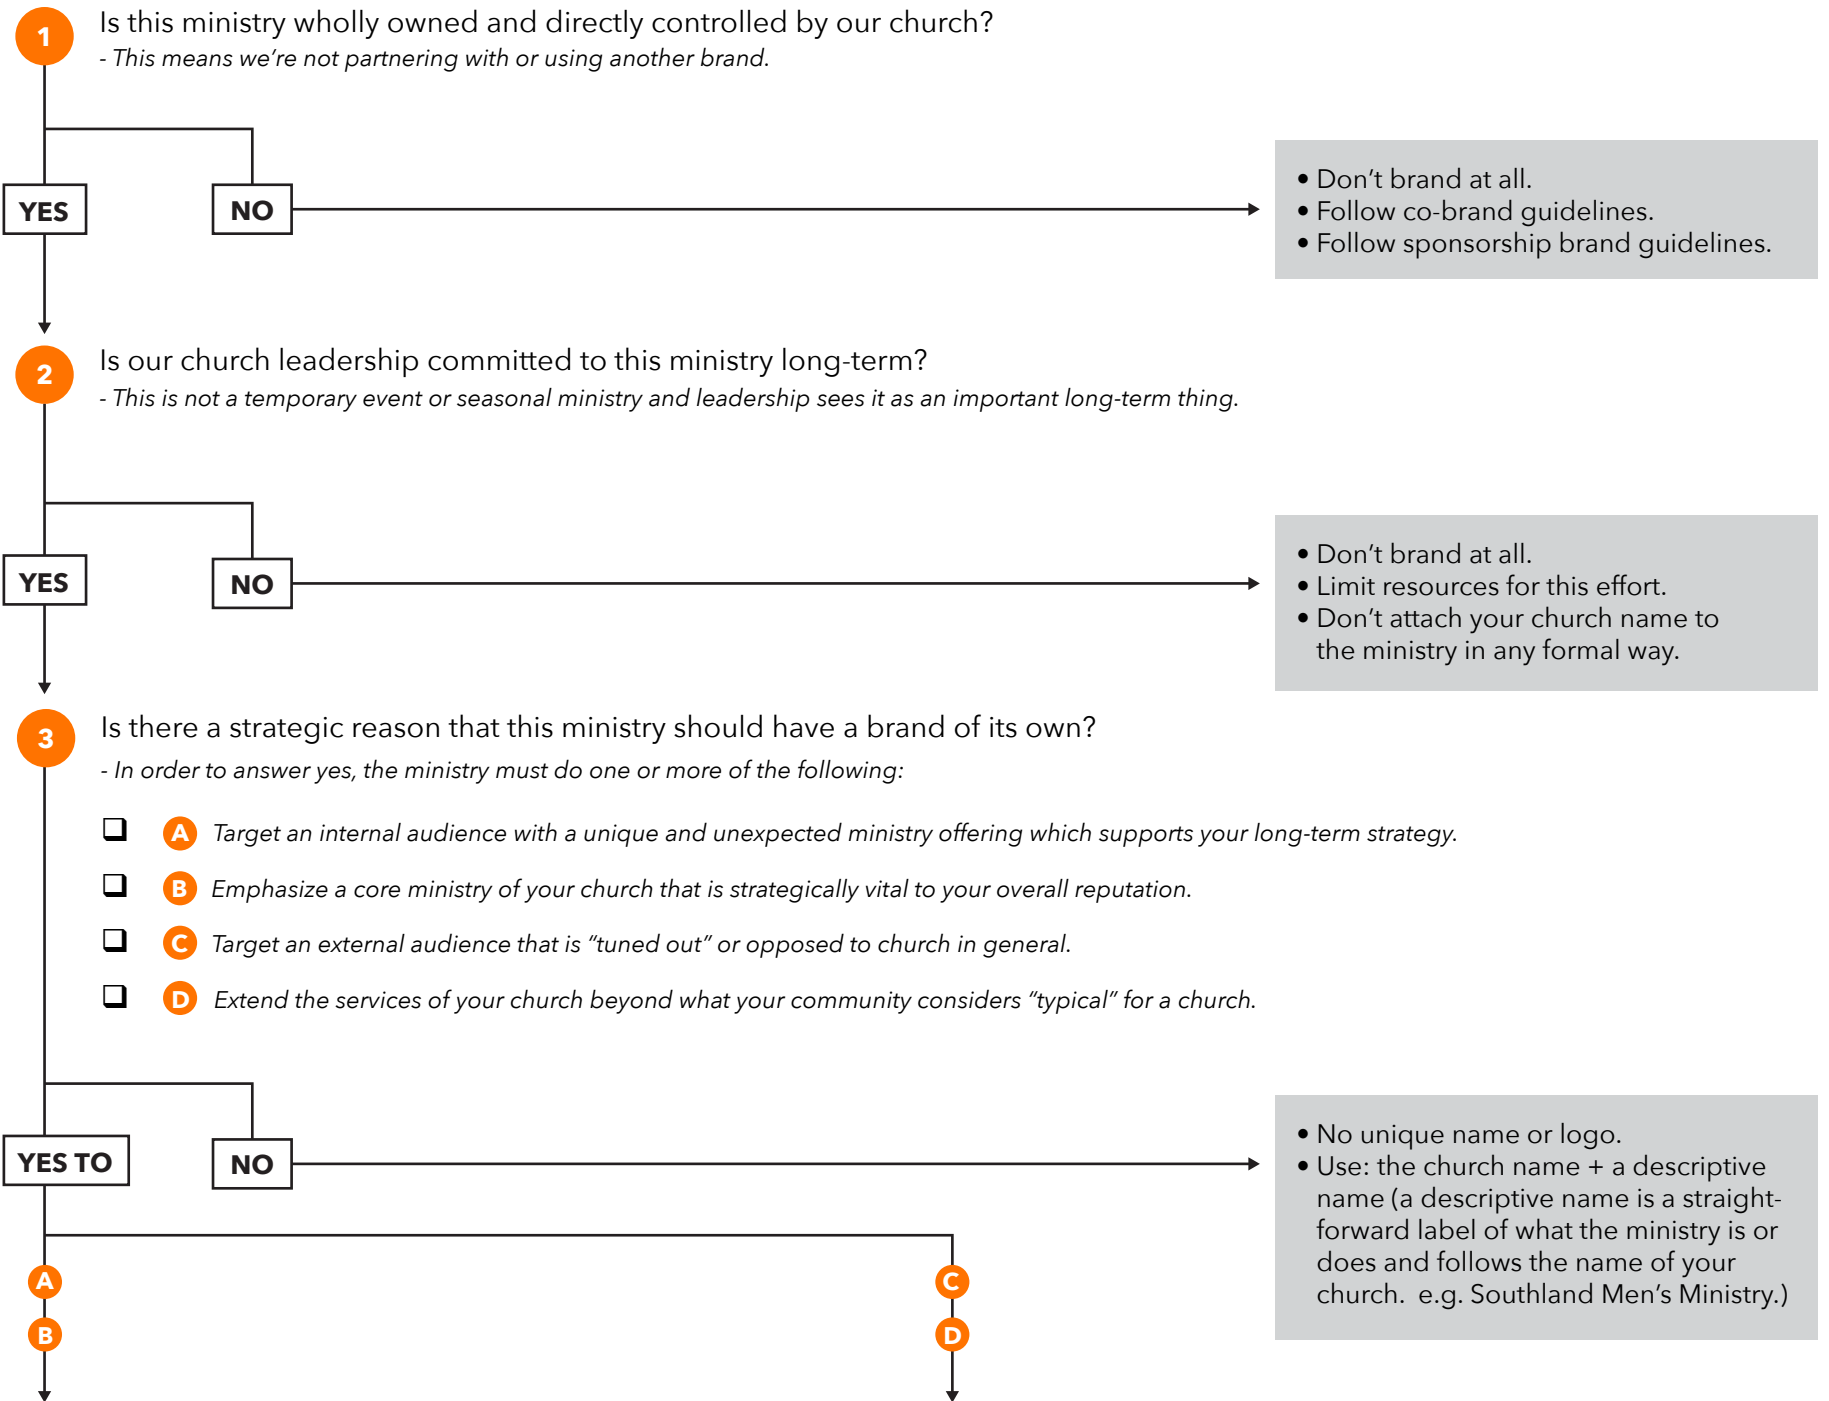 1
Is this ministry wholly owned and directly controlled by our church?
- This means we're not partnering with or using another brand.
YES
NO
• Don't brand at all.
• Follow co-brand guidelines.
• Follow sponsorship brand guidelines.
2
Is our church leadership committed to this ministry long-term?
- This is not a temporary event or seasonal ministry and leadership sees it as an important long-term thing.
YES
NO
• Don't brand at all.
• Limit resources for this effort.
• Don't attach your church name to
the ministry in any formal way.
3
Is there a strategic reason that this ministry should have a brand of its own?
- In order to answer yes, the ministry must do one or more of the following:
❑ A Target an internal audience with a unique and unexpected ministry offering which supports your long-term strategy.
❑ B Emphasize a core ministry of your church that is strategically vital to your overall reputation.
❑ C Target an external audience that is “tuned out” or opposed to church in general.
❑ D Extend the services of your church beyond what your community considers “typical” for a church.
YES TO
NO
• No unique name or logo.
• Use: the church name + a descriptive
name (a descriptive name is a straight-
forward label of what the ministry is or
does and follows the name of your
church.  e.g. Southland Men's Ministry.)
A
B
C
D